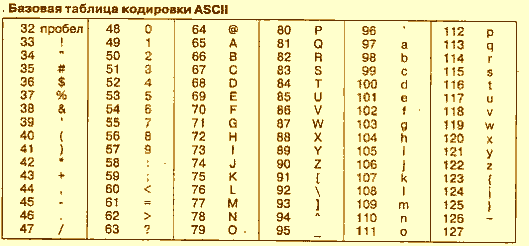 . Базовая таблица кодировки ASCII
32 пробел 48 0 64 @ 80 P 96 ` 112 p
33 ! 49 1 65 A 81 Q 97 a 113 q
34 " 50 2 66 B 82 R 98 b 114 r
35 # 51 3 67 C 83 S 99 c 115 s
36 $ 52 4 68 D 84 T 100 d 116 t
37 % 53 5 69 E 85 U 101 e 117 u
38 & 54 6 70 F 86 V 102 f 118 v
39 ' 55 7 71 G 87 W 103 g 119 w
40 ( 56 8 72 H 88 X 104 h 120 x
41 ) 57 9 73 I 89 Y 105 i 121 y
42 * 58 : 74 J 90 Z 106 j 122 z
43 + 59 ; 75 K 91 [ 107 k 123 {
44 , 60 < 76 L 92 \ 108 l 124 |
45 - 61 = 77 M 93 ] 109 m 125 }
46 . 62 > 78 N 94 ^ 110 n 126 ~
47 / 63 ? 79 O 95 _ 111 o 127